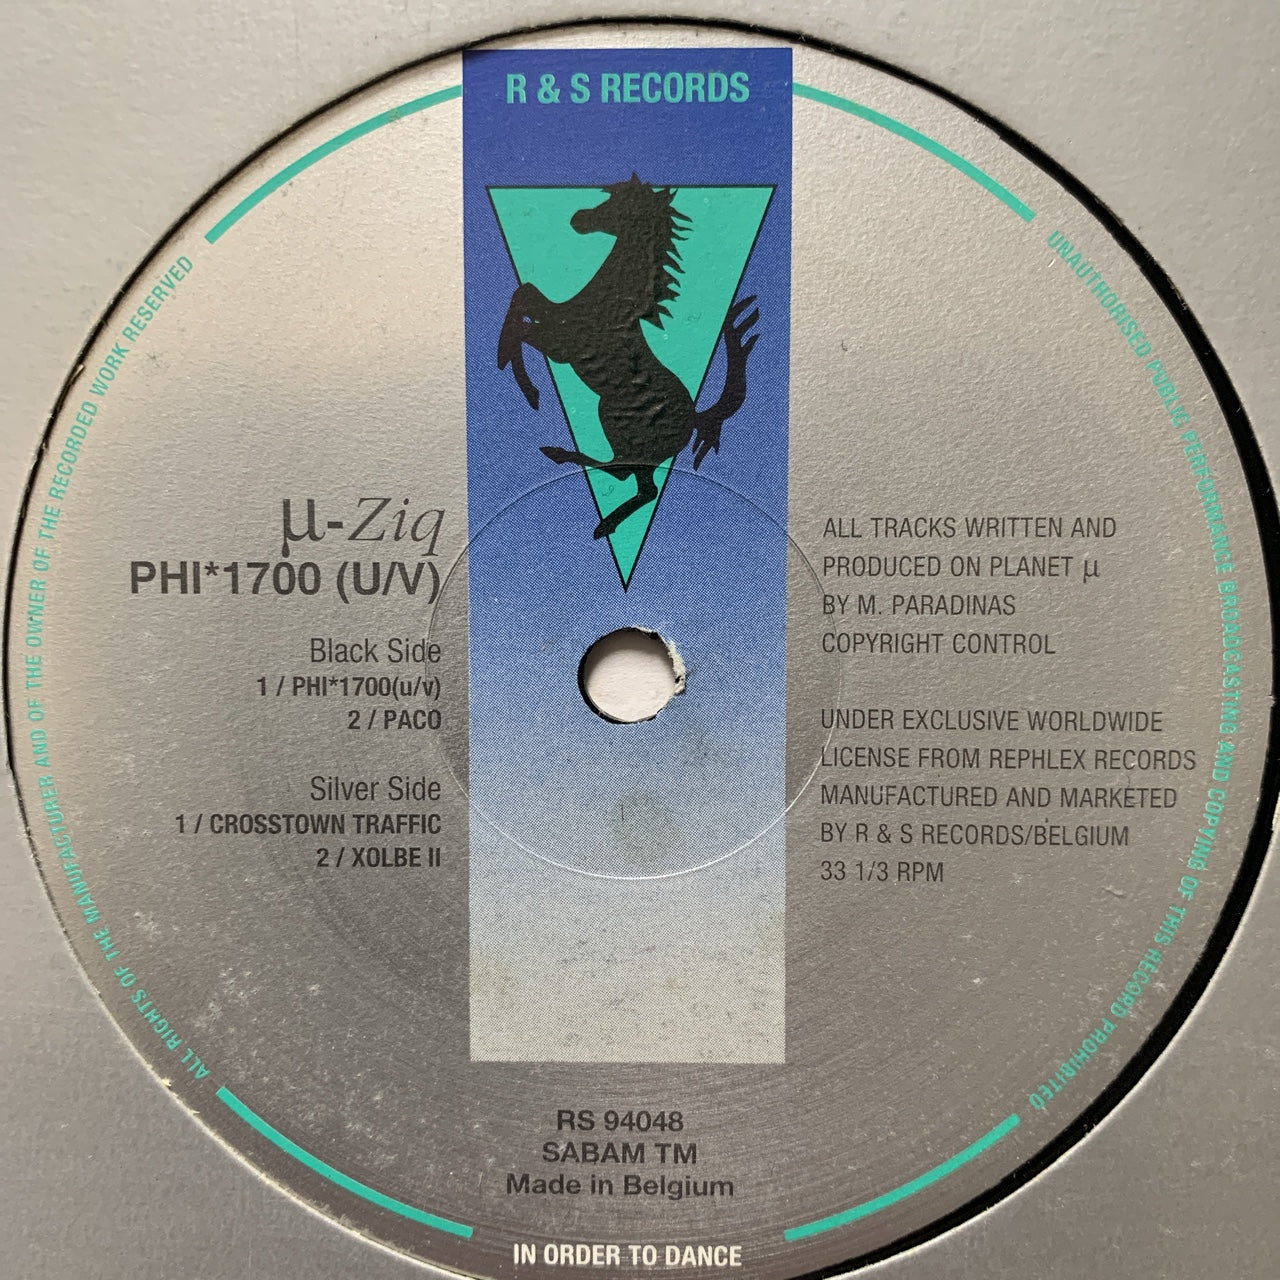 R & S RECORDS
µ-Ziq
PHI*1700 (U/V)
Black Side
1 / PHI*1700(u/v)
2 / PACO
Silver Side
1 / CROSSTOWN TRAFFIC
2 / XOLBE II
ALL TRACKS WRITTEN AND
PRODUCED ON PLANET µ
BY M. PARADINAS
COPYRIGHT CONTROL
UNDER EXCLUSIVE WORLDWIDE
LICENSE FROM REPHLEX RECORDS
MANUFACTURED AND MARKETED
BY R & S RECORDS/BELGIUM
33 1/3 RPM
RS 94048
SABAM TM
Made in Belgium
IN ORDER TO DANCE
ALL RIGHTS OF THE MANUFACTURER AND OF THE OWNER OF THE RECORDED WORK RESERVED
UNAUTHORISED PUBLIC PERFORMANCE BROADCASTING AND COPYING OF THIS RECORD PROHIBITED